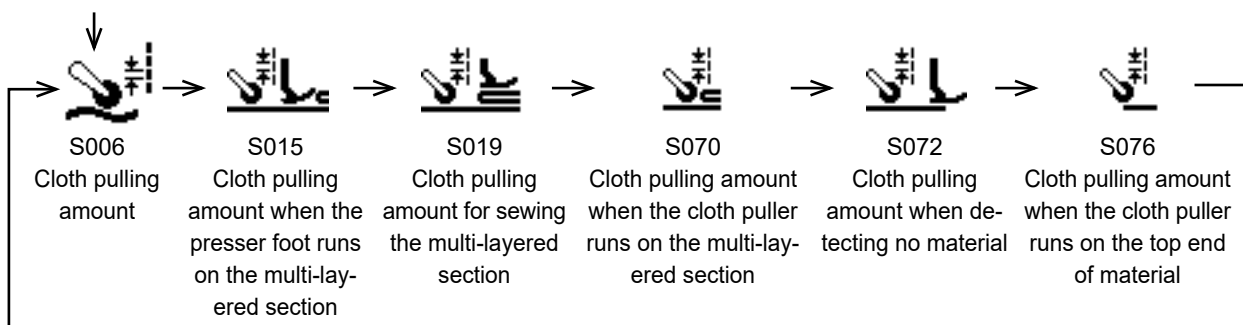 S006
Cloth pulling
amount
S015
Cloth pulling
amount when the
presser foot runs
on the multi-lay-
ered section
S019
Cloth pulling
amount for sewing
the multi-layered
section
S070
Cloth pulling amount
when the cloth puller
runs on the multi-lay-
ered section
S072
Cloth pulling
amount when de-
tecting no material
S076
Cloth pulling amount
when the cloth puller
runs on the top end
of material